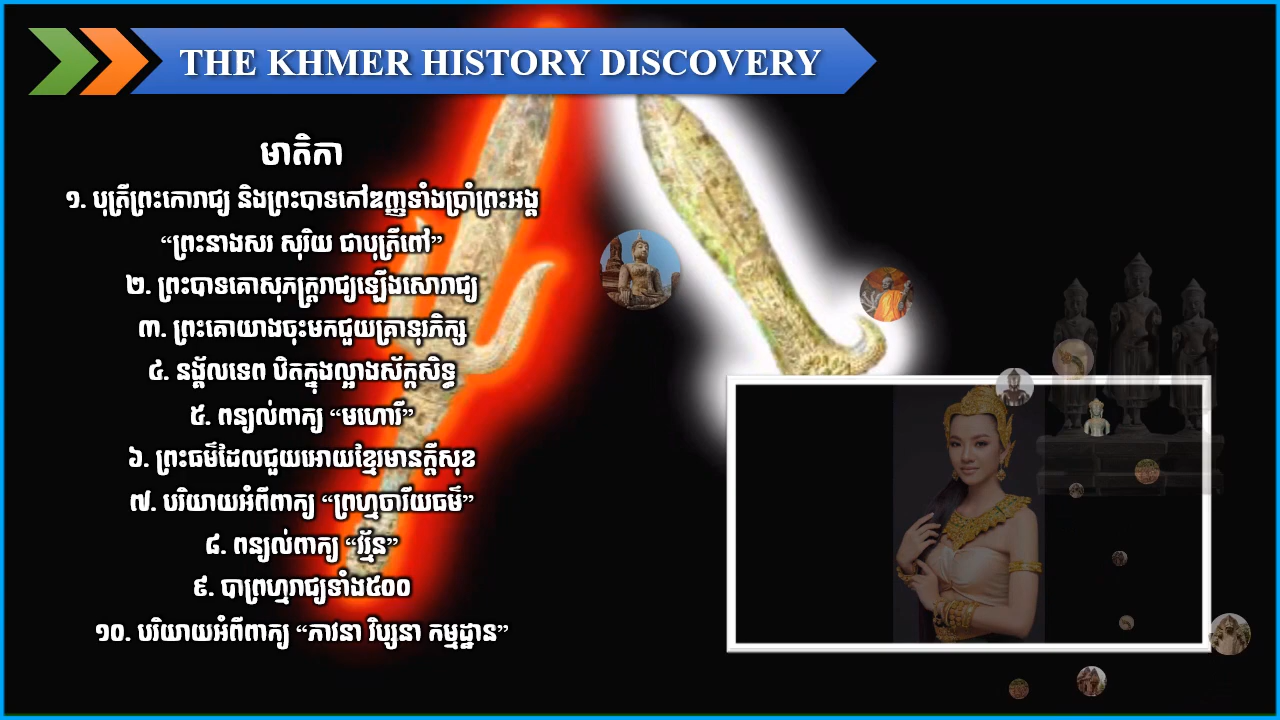 THE KHMER HISTORY DISCOVERY
មាតិកា
១. បុត្រីព្រះគោរាជ្យ និងព្រះបាទកៅឌញ្ញទាំងប្រាំព្រះអង្គ
“ព្រះនាងសរ សុរិយ ជាបុត្រីពៅ”
២. ព្រះបាទគោសុភក្ត្ររាជ្យឡើងសោរាជ្យ
៣. ព្រះគោយាងចុះមកជួយគ្រាទុរភិក្ស
៤. នង្គ័លទេព ឋិតក្នុងល្អាងស័ក្កសិទ្ធ
៥. ពន្យល់ពាក្យ “មហោរី”
៦. ព្រះធម៌ដែលជួយអោយខ្មែរមានក្តីសុខ
៧. បរិយាយអំពីពាក្យ “ព្រហ្មចារីយធម៌”
៨. ពន្យល់ពាក្យ “វរ្ម័ន”
៩. បាព្រហ្មរាជ្យទាំង៥០០
១០. បរិយាយអំពីពាក្យ “ភាវនា វិប្សនា កម្មដ្ឋាន”